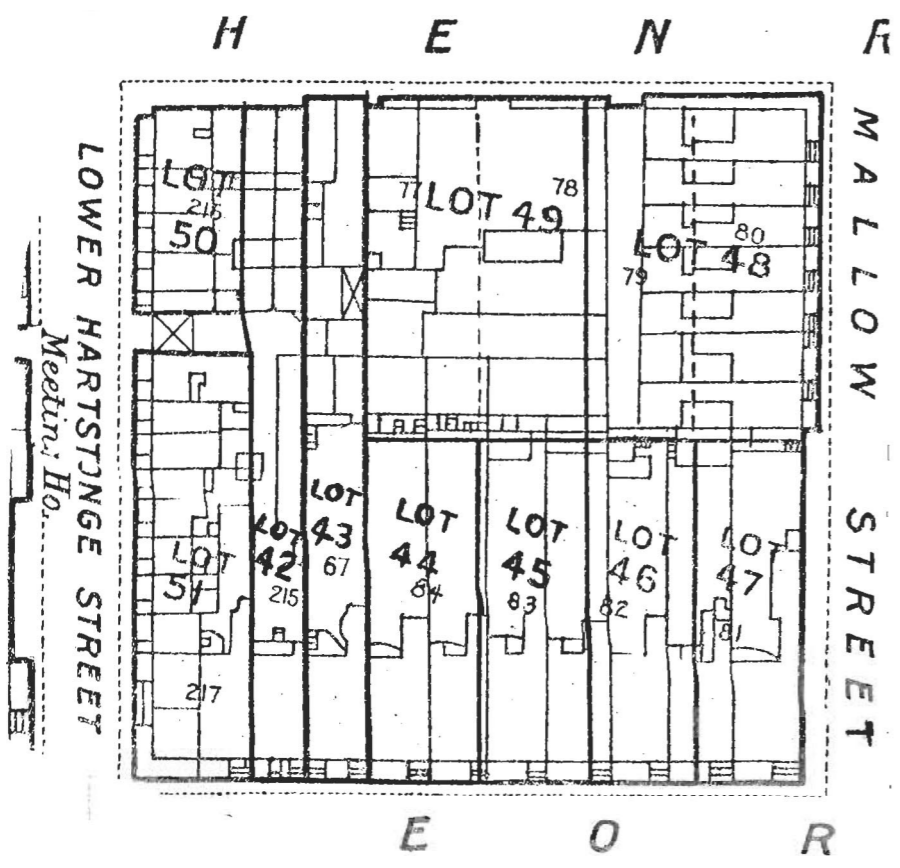 H E N R
LOWER HARTSTONGE STREET
MALLOW STREET
Meeting Ho.
LOT
216
50
77
LOT 49
78
LOT 48
80
79
LOT
51
217
LOT
42
215
LOT
43
67
LOT
44
84
LOT
45
83
LOT
46
82
LOT
47
81
E O R